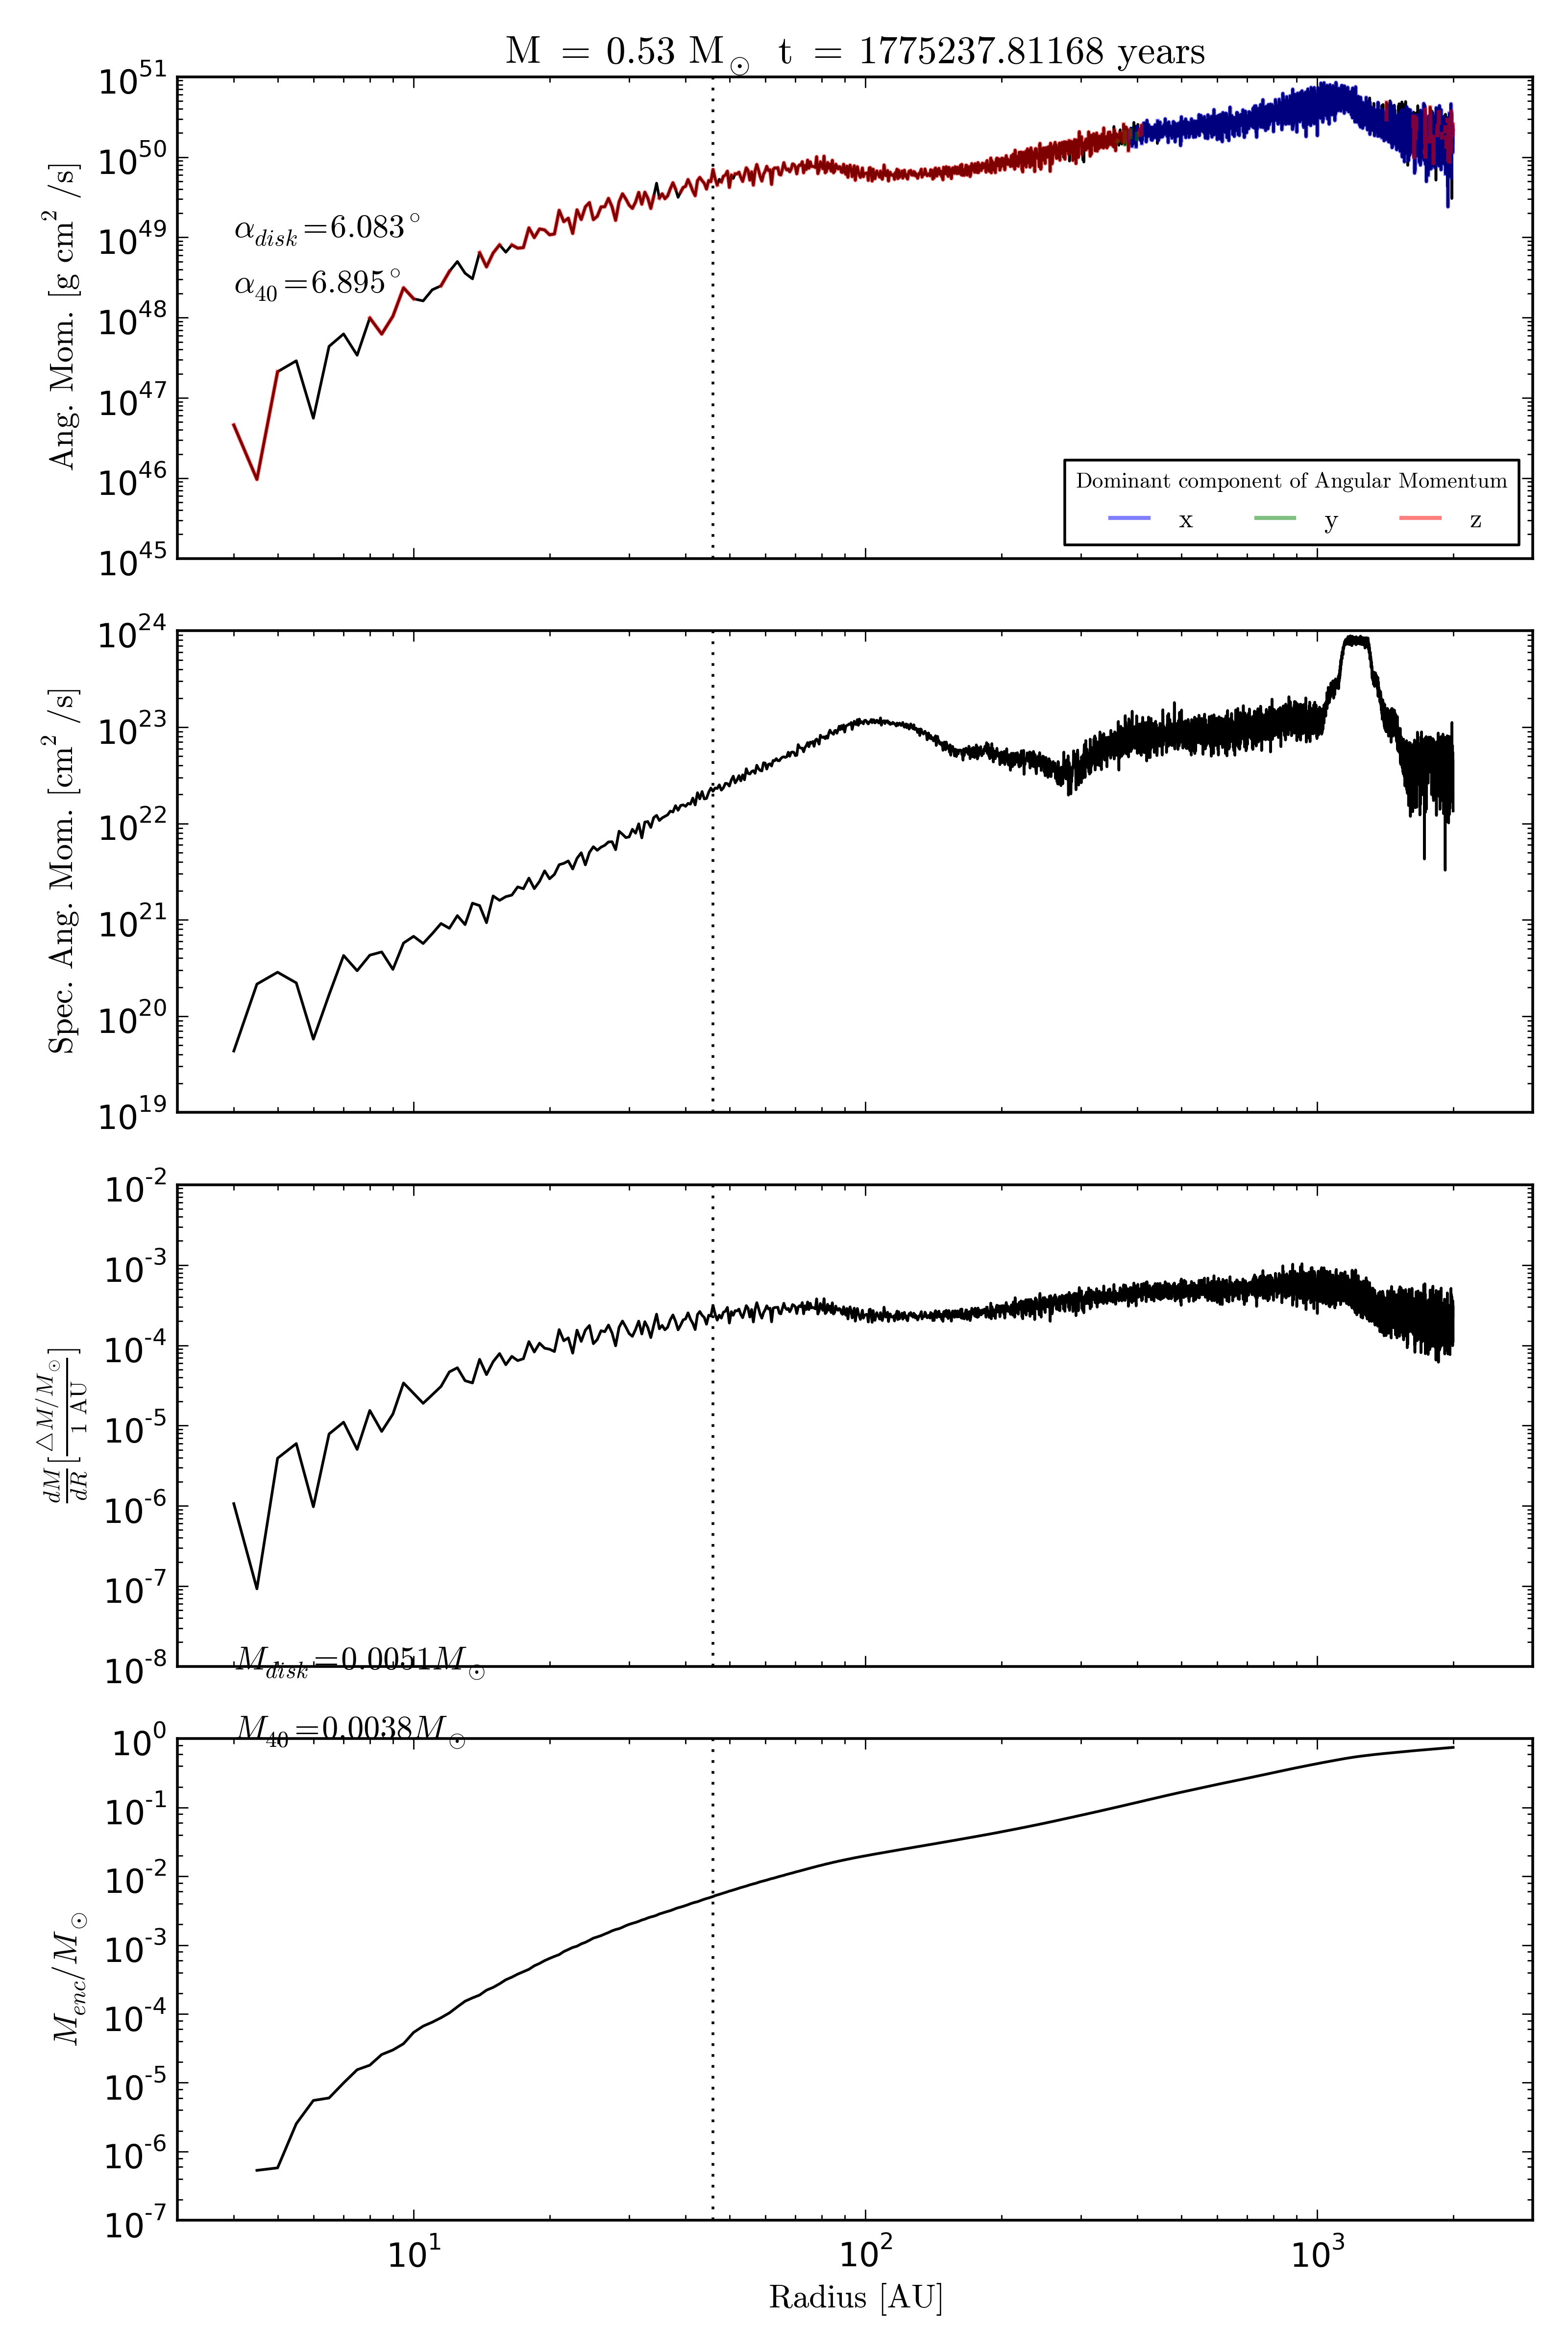 M = 0.53 M⊙ t = 1775237.81168 years
10^51
10^50
10^49
10^48
10^47
10^46
10^45
Ang. Mom. [g cm^2 /s]
α_disk=6.083°
α_40=6.895°
Dominant component of Angular Momentum
x y z
10^24
10^23
10^22
10^21
10^20
10^19
Spec. Ang. Mom. [cm^2 /s]
10^-2
10^-3
10^-4
10^-5
10^-6
10^-7
10^-8
dM/dR [△M/M⊙ / 1 AU]
M_disk=0.0051M⊙
M_40=0.0038M⊙
10^0
10^-1
10^-2
10^-3
10^-4
10^-5
10^-6
10^-7
M_enc/M⊙
10^1 10^2 10^3
Radius [AU]